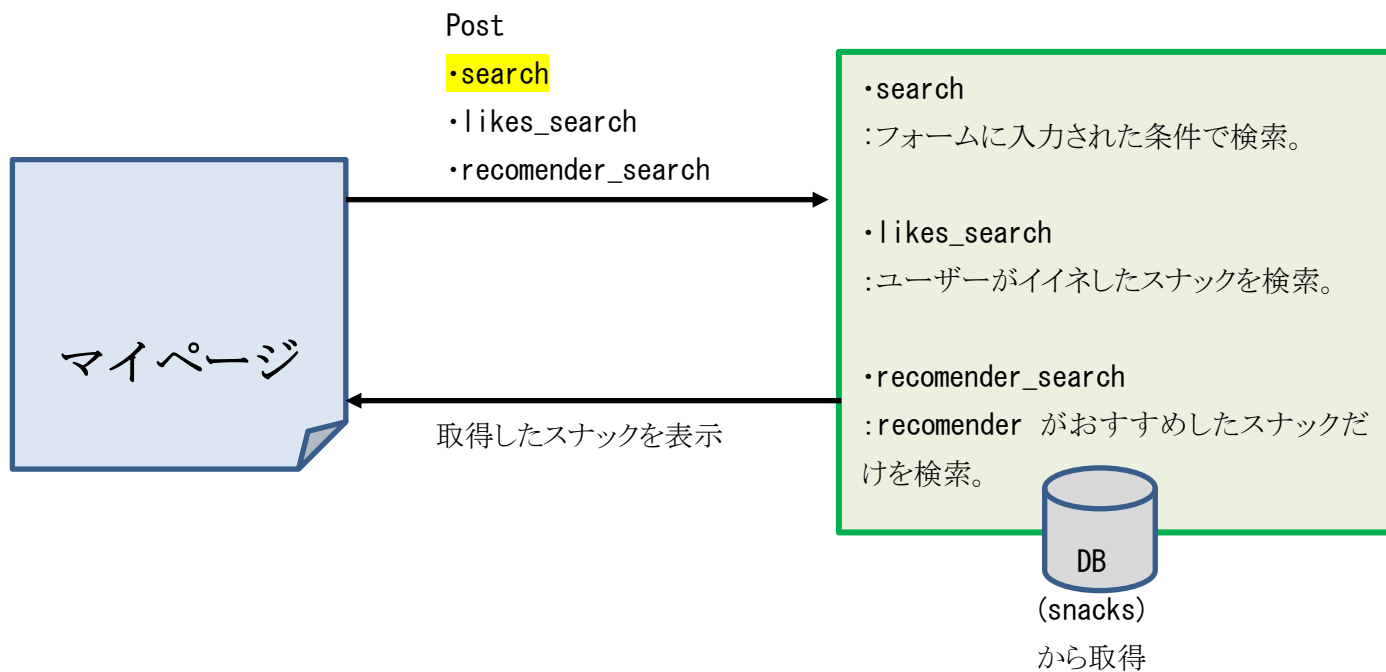 Post
・search
・likes_search
・recomender_search
マイページ
取得したスナックを表示
・search
:フォームに入力された条件で検索。
・likes_search
:ユーザーがイイネしたスナックを検索。
・recomender_search
:recomender がおすすめしたスナックだ
けを検索。
DB
(snacks)
から取得